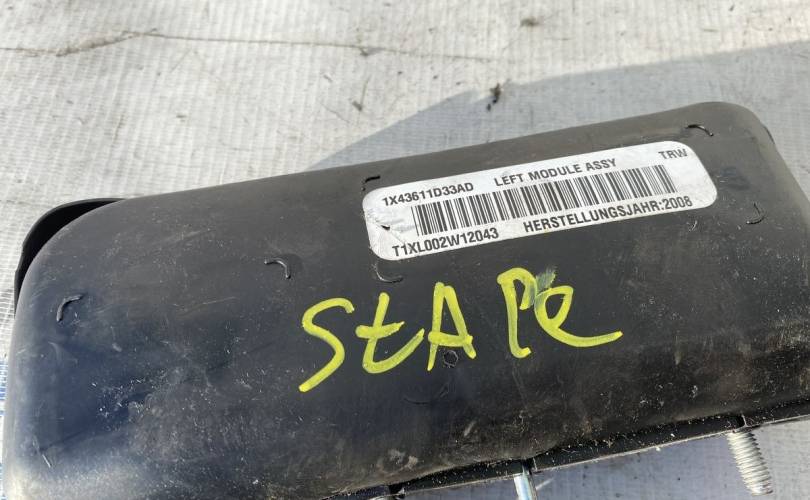 1X43611D33AD LEFT MODULE ASSY TRW
T1XL002W12043 HERSTELLUNGSJAHR:2008
StAPe